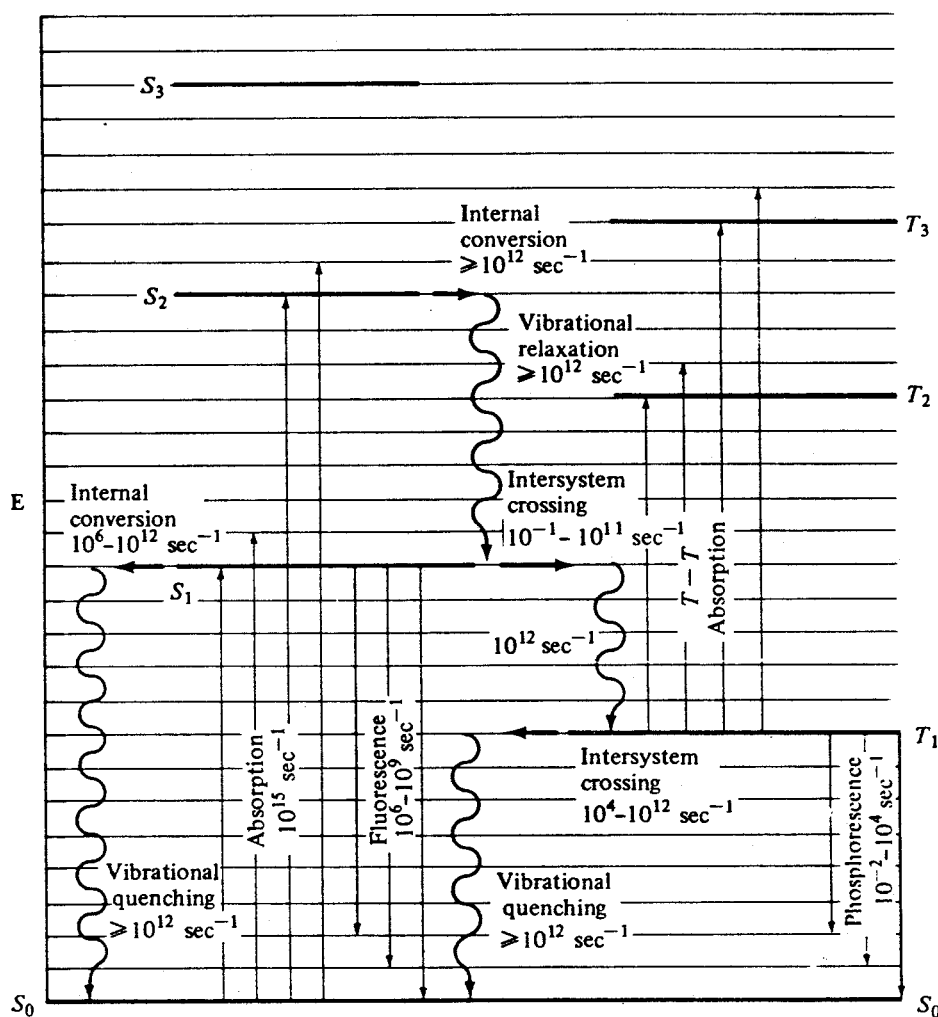 S₃
Internal
conversion
⩾10¹² sec⁻¹
T₃
S₂
Vibrational
relaxation
⩾10¹² sec⁻¹
T₂
E
Internal
conversion
10⁶–10¹² sec⁻¹
Intersystem
crossing
10⁻¹ – 10¹¹ sec⁻¹
T – T
Absorption
S₁
10¹² sec⁻¹
T₁
Absorption
10¹⁵ sec⁻¹
Fluorescence
10⁶–10⁹ sec⁻¹
Intersystem
crossing
10⁴–10¹² sec⁻¹
Phosphorescence
10⁻²–10⁴ sec⁻¹
Vibrational
quenching
⩾10¹² sec⁻¹
Vibrational
quenching
⩾10¹² sec⁻¹
S₀
S₀